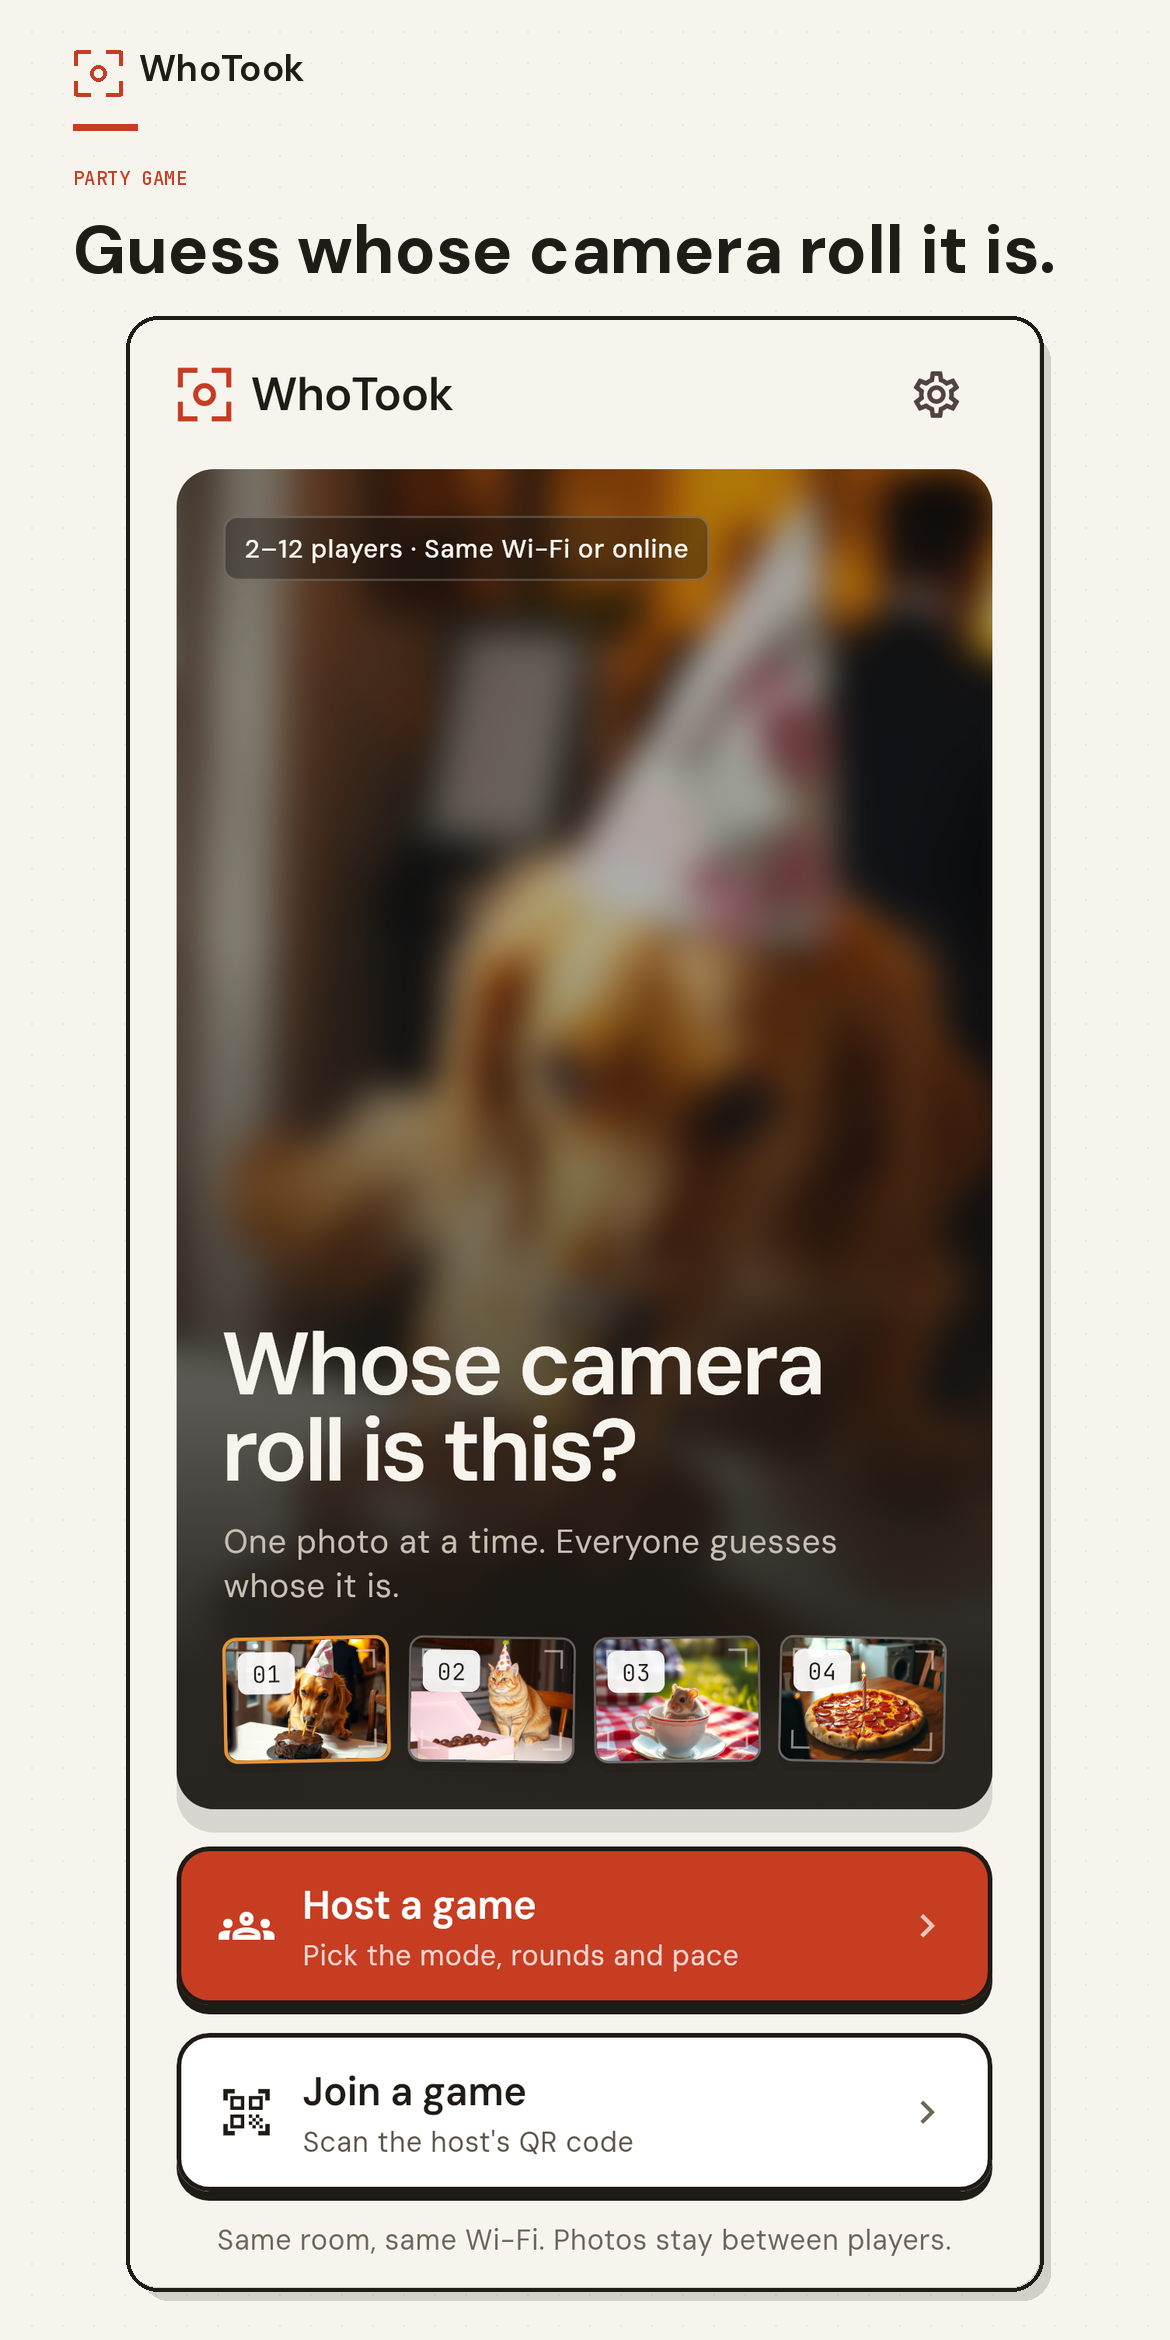 WhoTook
PARTY GAME
Guess whose camera roll it is.
WhoTook
2–12 players · Same Wi-Fi or online
Whose camera
roll is this?
One photo at a time. Everyone guesses
whose it is.
01
02
03
04
Host a game
Pick the mode, rounds and pace
Join a game
Scan the host's QR code
Same room, same Wi-Fi. Photos stay between players.